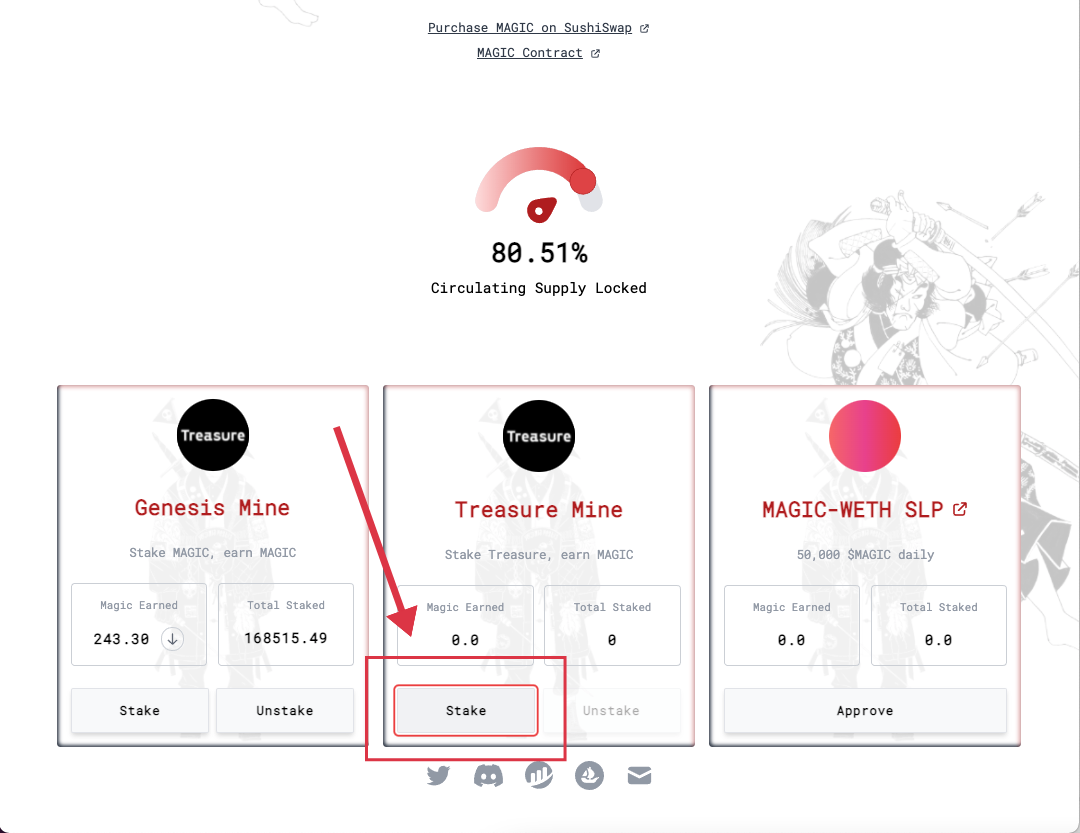 Purchase MAGIC on SushiSwap
MAGIC Contract
80.51%
Circulating Supply Locked
Treasure
Genesis Mine
Stake MAGIC, earn MAGIC
Magic Earned
243.30
Total Staked
168515.49
Stake
Unstake
Treasure
Treasure Mine
Stake Treasure, earn MAGIC
Magic Earned
0.0
Total Staked
0
Stake
Unstake
MAGIC-WETH SLP
50,000 $MAGIC daily
Magic Earned
0.0
Total Staked
0.0
Approve